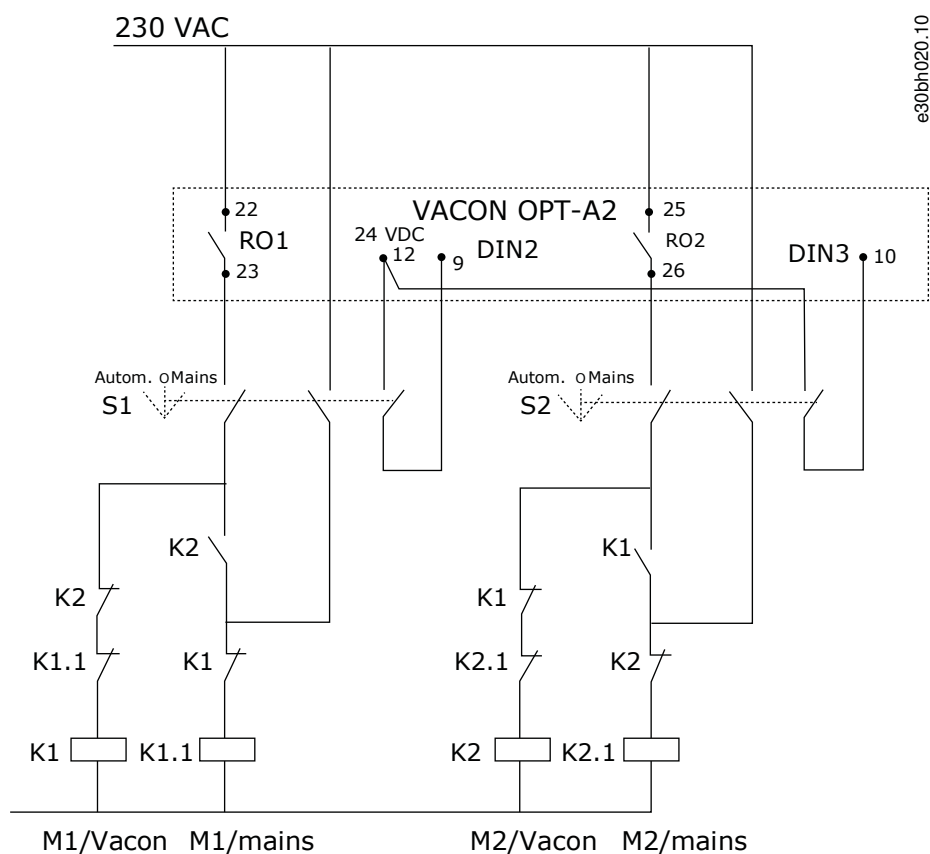 230 VAC
e30bh020.10
22
VACON OPT-A2
25
RO1
24 VDC
12
9
DIN2
RO2
DIN3
10
23
26
Autom. O Mains
S1
Autom. O Mains
S2
K2
K1
K2
K1
K1.1
K1
K2.1
K2
K1
K1.1
K2
K2.1
M1/Vacon
M1/mains
M2/Vacon
M2/mains